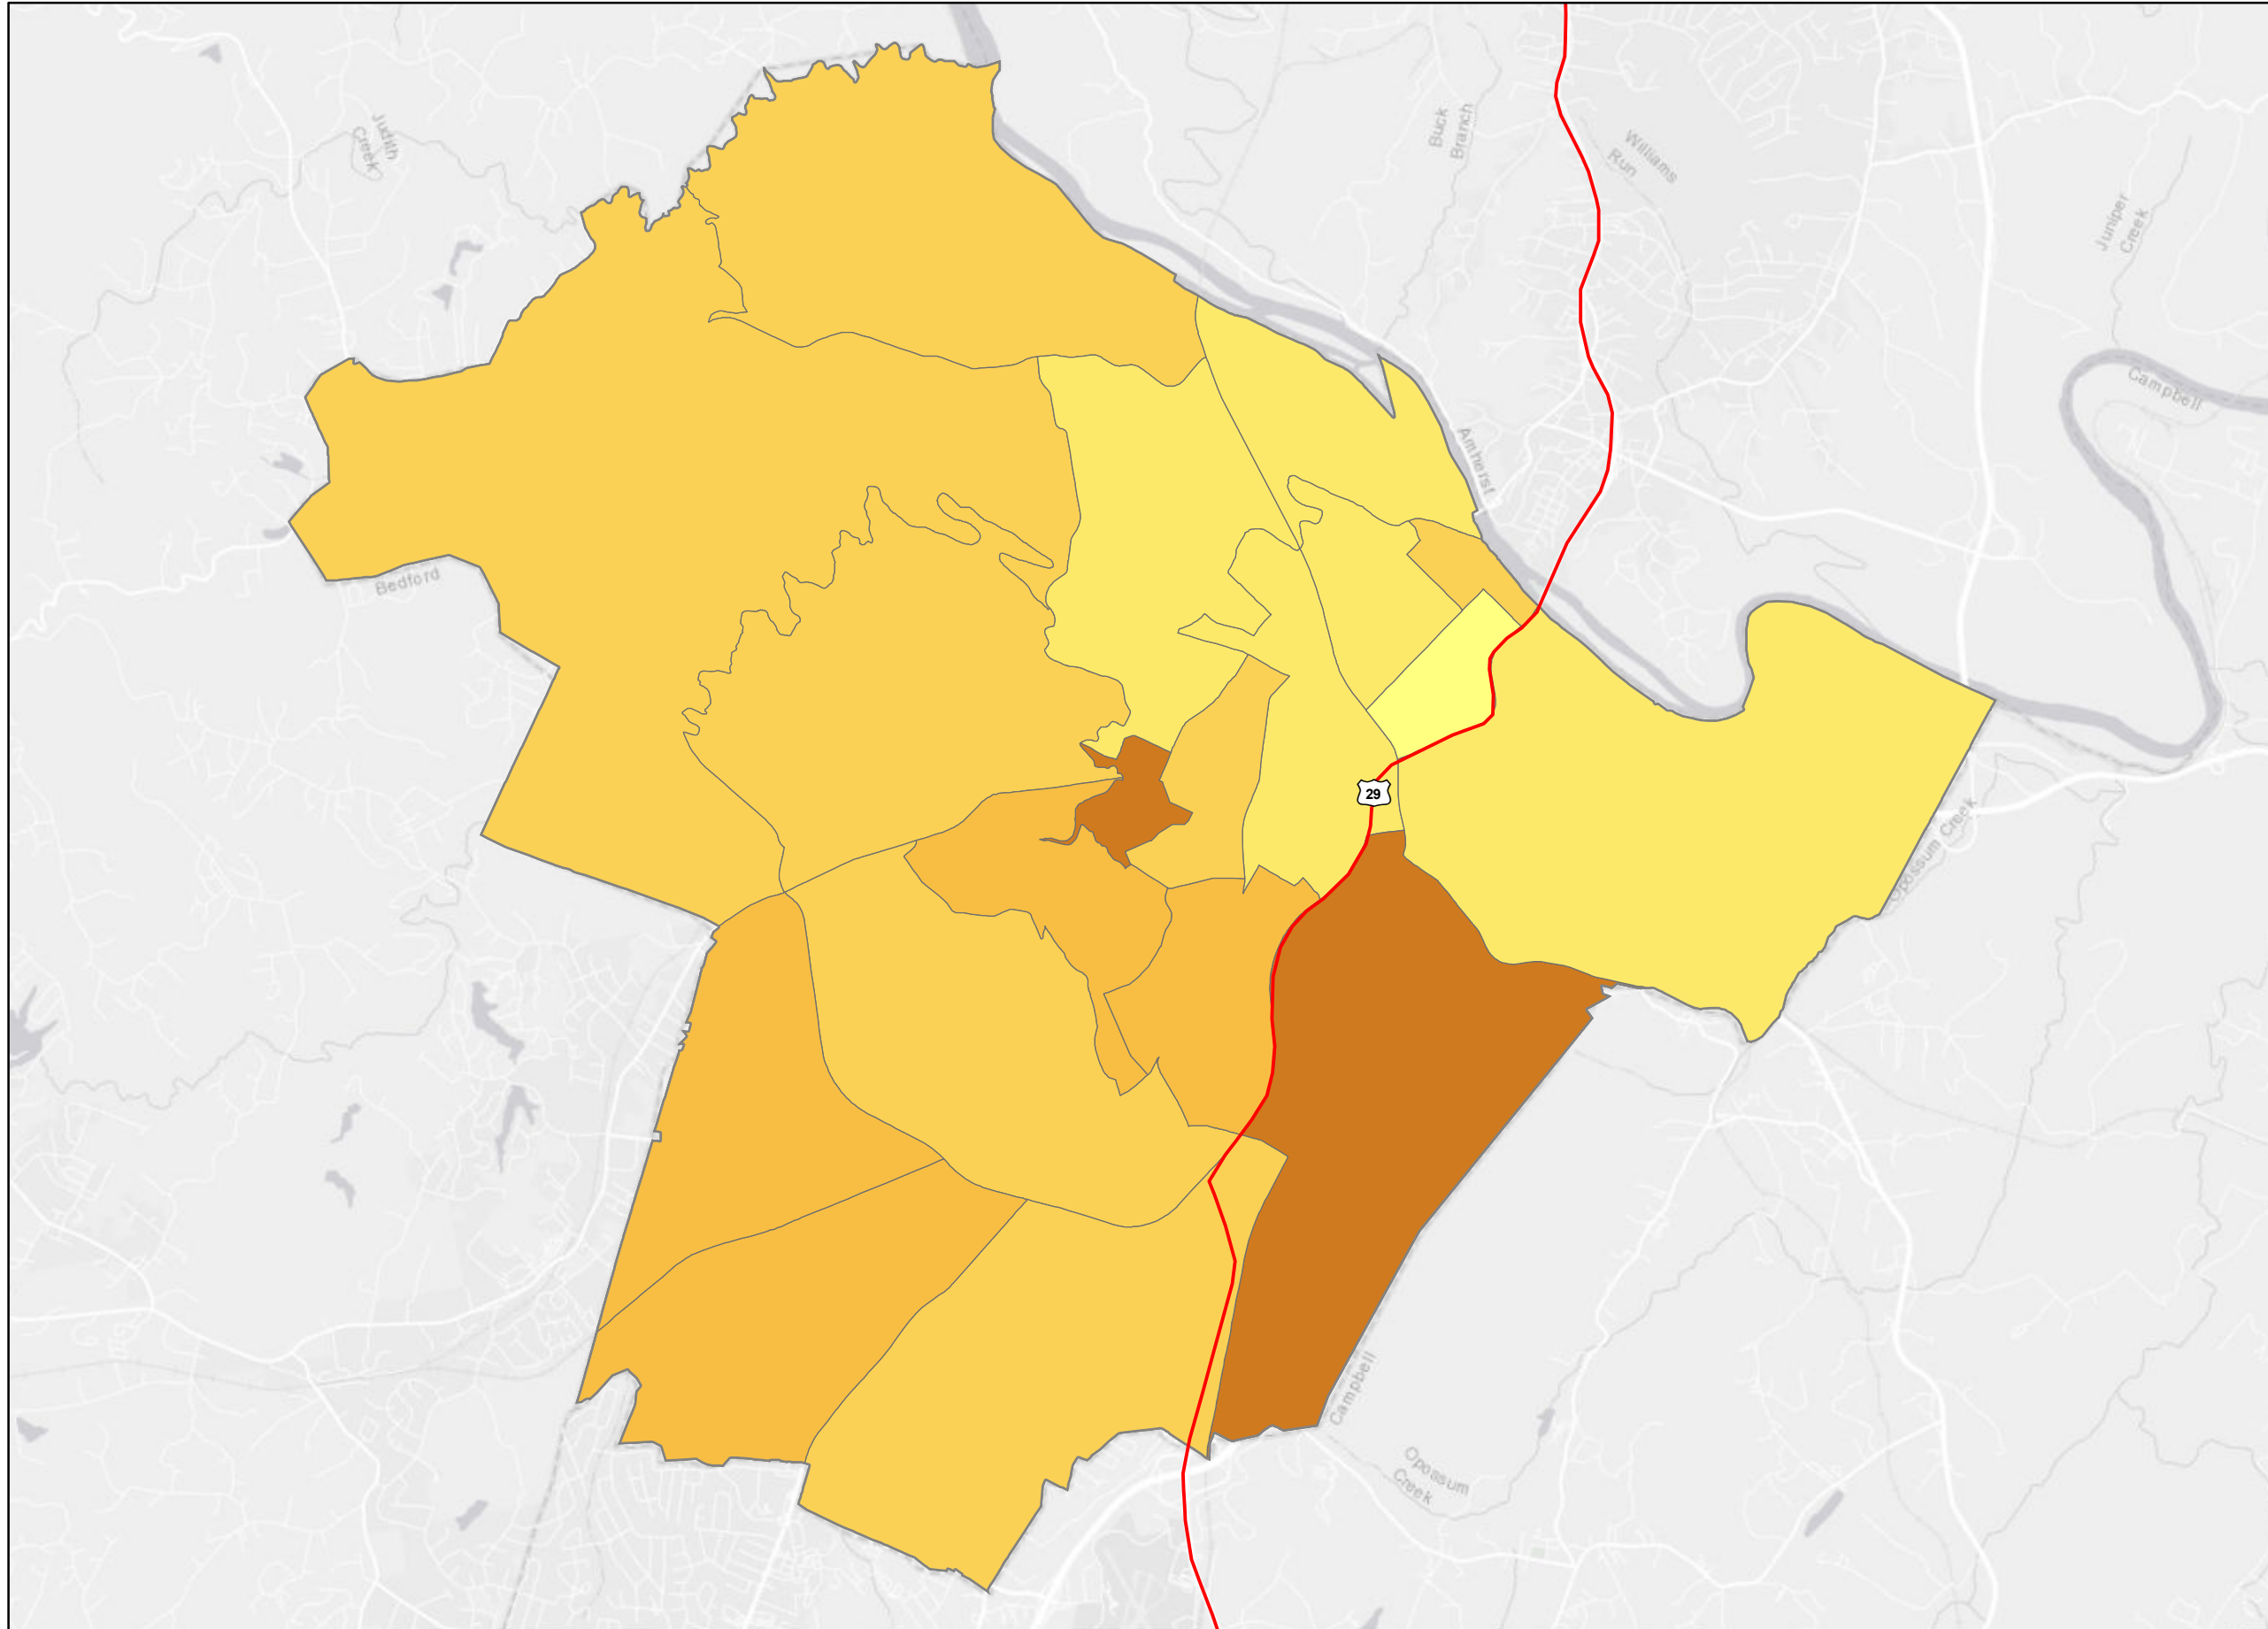 Judith
Creek
Buck
Branch
Williams
Run
Juniper
Creek
Campbell
Amherst
Bedford
29
Opossum Creek
Campbell
Opossum
Creek